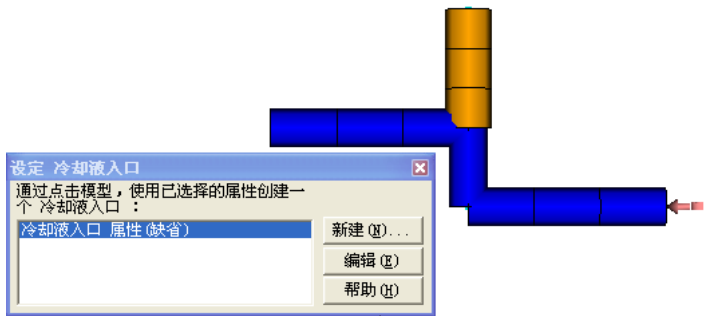 设定 冷却液入口
通过点击模型，使用已选择的属性创建一
个 冷却液入口 ：
冷却液入口 属性(缺省)
新建(N)...
编辑(E)
帮助(H)